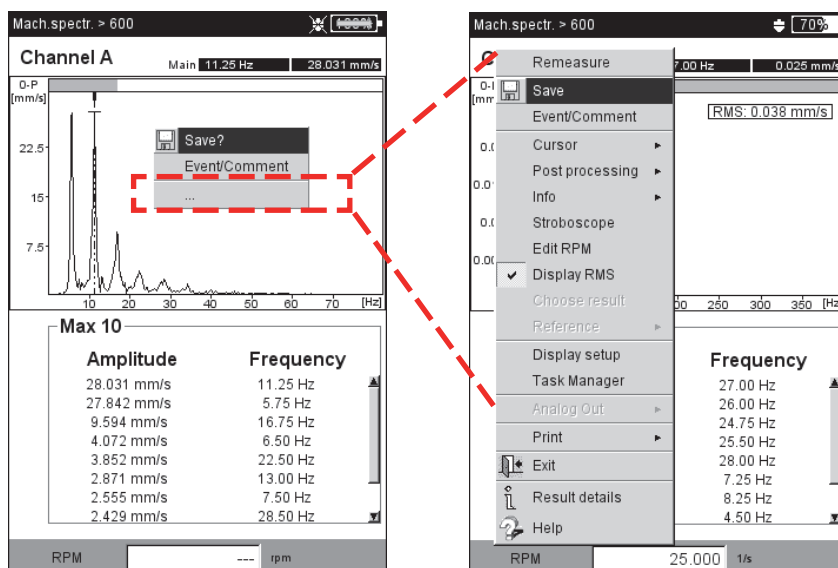 Mach.spectr. > 600
100%
Channel A
Main 11.25 Hz 28.031 mm/s
0-P
[mm/s]
22.5
15
7.5
10 20 30 40 50 60 70 [Hz]
Save?
Event/Comment
...
Max 10
Amplitude Frequency
28.031 mm/s 11.25 Hz
27.842 mm/s 5.75 Hz
9.594 mm/s 16.75 Hz
4.072 mm/s 6.50 Hz
3.852 mm/s 22.50 Hz
2.871 mm/s 13.00 Hz
2.555 mm/s 7.50 Hz
2.429 mm/s 28.50 Hz
RPM --- rpm
Mach.spectr. > 600
70%
7.00 Hz 0.025 mm/s
RMS: 0.038 mm/s
Remeasure
Save
Event/Comment
Cursor
Post processing
Info
Stroboscope
Edit RPM
Display RMS
Choose result
Reference
Display setup
Task Manager
Analog Out
Print
Exit
Result details
Help
250 300 350 [Hz
Frequency
27.00 Hz
26.00 Hz
24.75 Hz
25.50 Hz
28.00 Hz
7.25 Hz
8.25 Hz
4.50 Hz
RPM 25.000 1/s